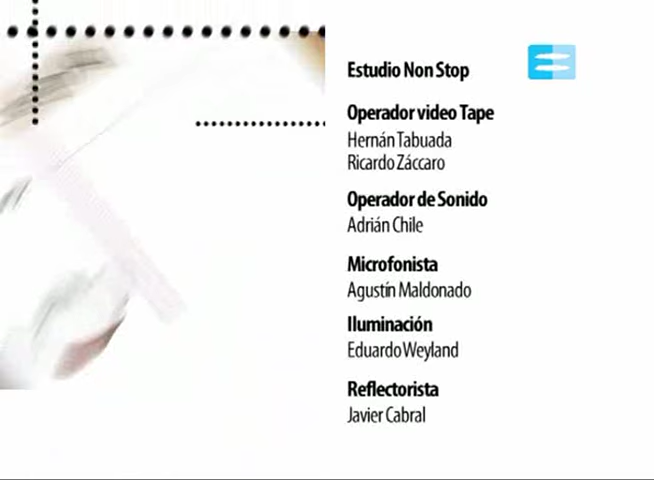 Estudio Non Stop
Operador video Tape
Hernán Tabuada
Ricardo Záccaro
Operador de Sonido
Adrián Chile
Microfonista
Agustín Maldonado
Iluminación
Eduardo Weyland
Reflectorista
Javier Cabral